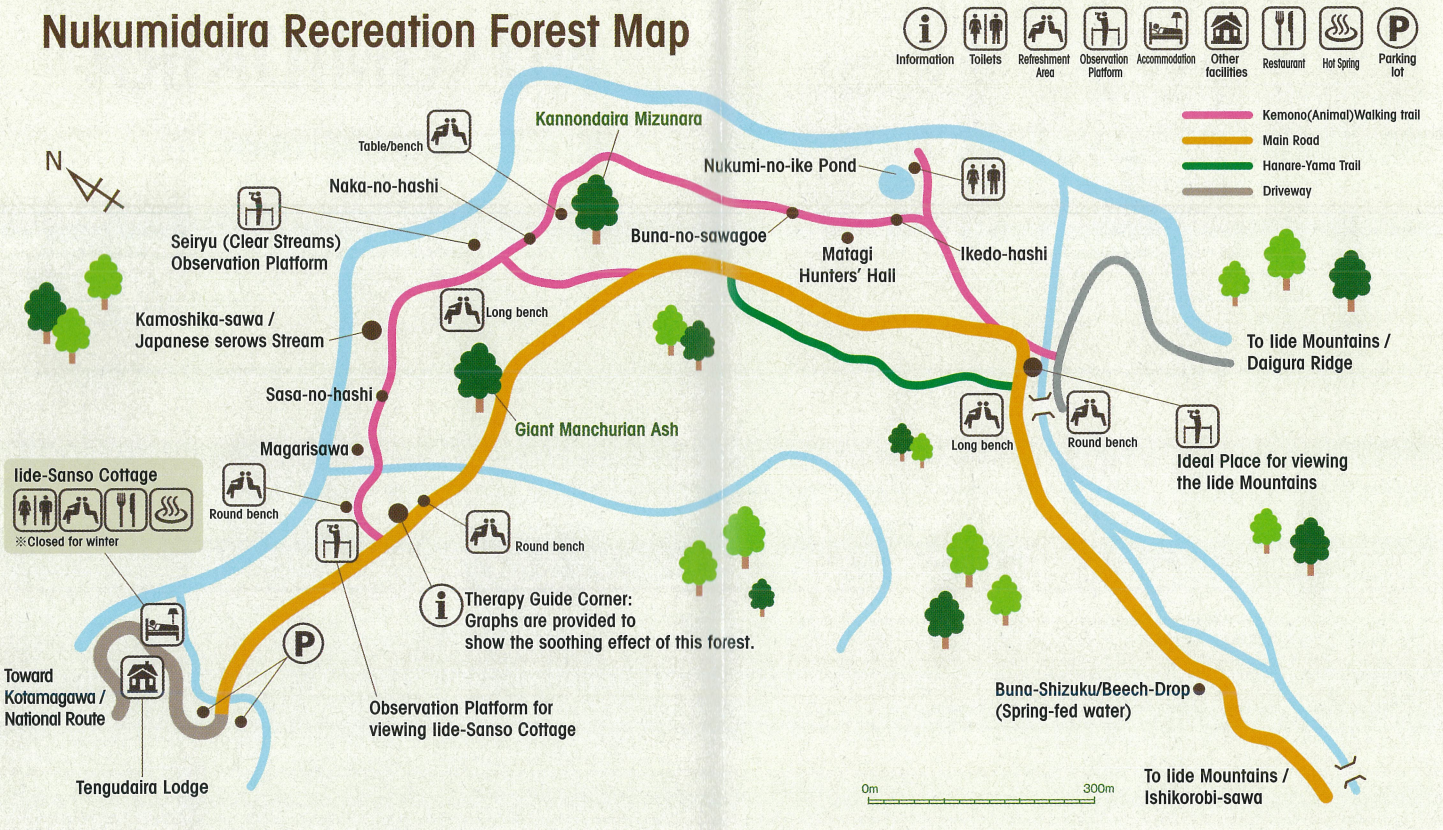 Nukumidaira Recreation Forest Map
Information
Toilets
Refreshment
Area
Observation
Platform
Accommodation
Other
facilities
Restaurant
Hot Spring
P
Parking
lot
Kemono(Animal)Walking trail
Main Road
Hanare-Yama Trail
Driveway
N
Kannondaira Mizunara
Table/bench
Naka-no-hashi
Nukumi-no-ike Pond
Seiryu (Clear Streams)
Observation Platform
Buna-no-sawagoe
Matagi
Hunters' Hall
Ikedo-hashi
Long bench
Kamoshika-sawa /
Japanese serows Stream
To Iide Mountains /
Daigura Ridge
Sasa-no-hashi
Giant Manchurian Ash
Magarisawa
Long bench
Round bench
Ideal Place for viewing
the Iide Mountains
Iide-Sanso Cottage
※Closed for winter
Round bench
Round bench
i
Therapy Guide Corner:
Graphs are provided to
show the soothing effect of this forest.
P
Toward
Kotamagawa /
National Route
Observation Platform for
viewing Iide-Sanso Cottage
Buna-Shizuku/Beech-Drop
(Spring-fed water)
Tengudaira Lodge
0m
300m
To Iide Mountains /
Ishikorobi-sawa